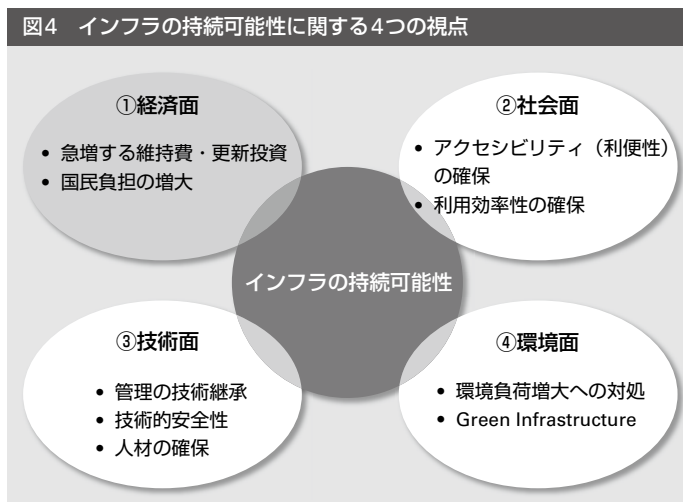 図4　インフラの持続可能性に関する4つの視点
①経済面
• 急増する維持費・更新投資
• 国民負担の増大
②社会面
• アクセシビリティ（利便性）
の確保
• 利用効率性の確保
インフラの持続可能性
③技術面
• 管理の技術継承
• 技術的安全性
• 人材の確保
④環境面
• 環境負荷増大への対処
• Green Infrastructure